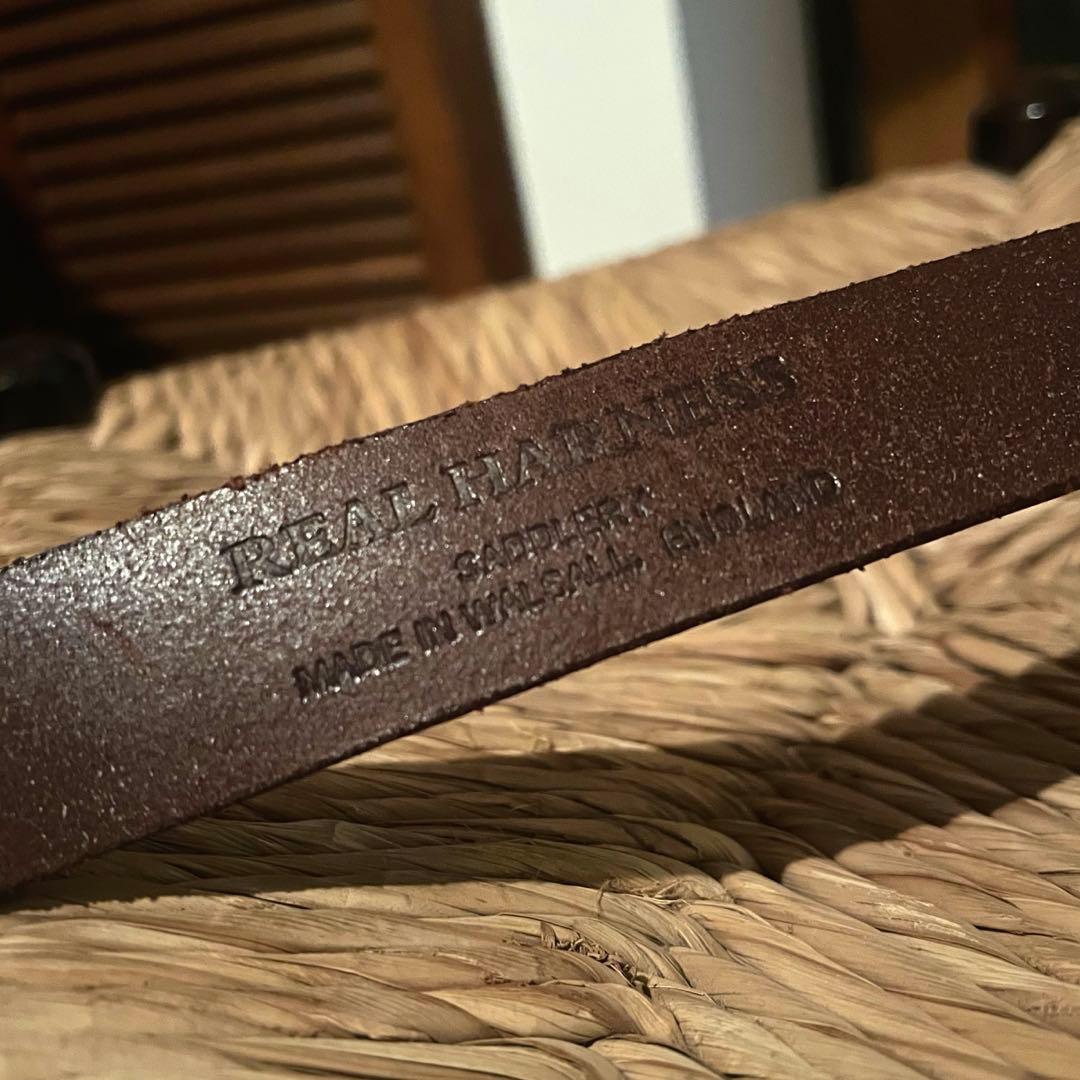 REAL HARNESS
SADDLERY
MADE IN WALSALL, ENGLAND